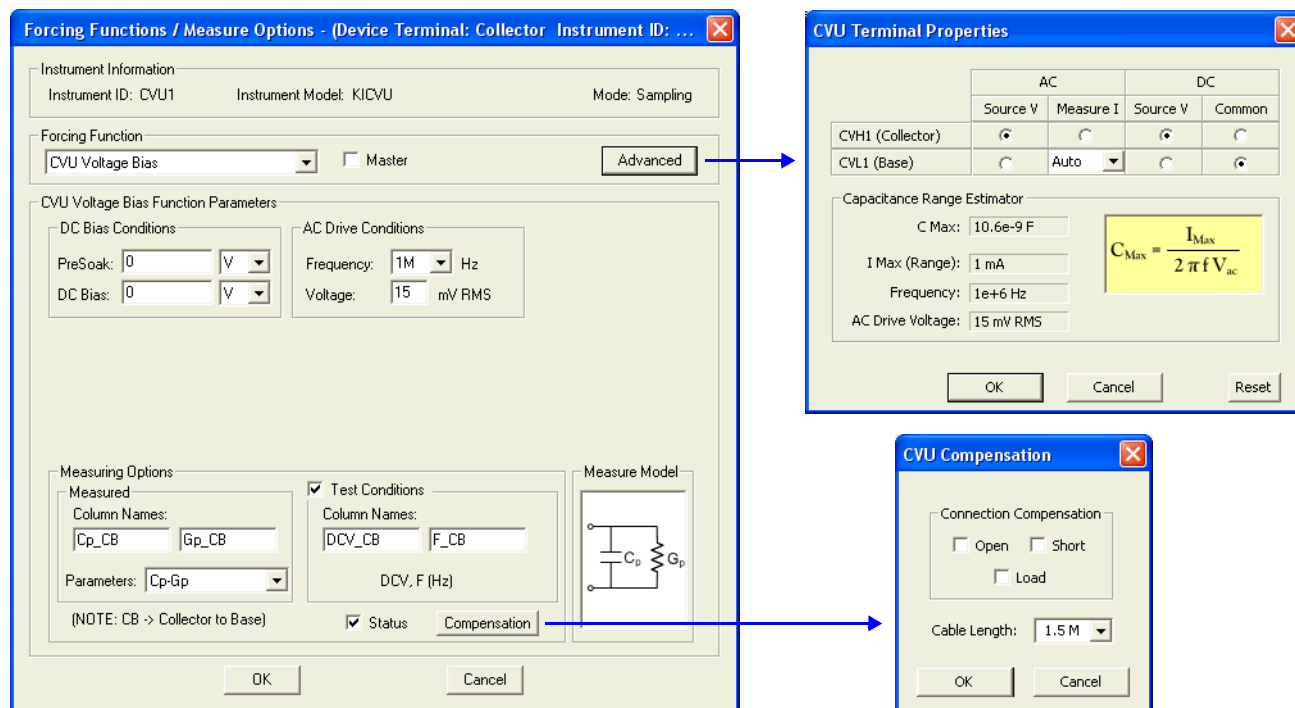 Forcing Functions / Measure Options - (Device Terminal: Collector Instrument ID: ...
Instrument Information
Instrument ID: CVU1 Instrument Model: KICVU Mode: Sampling
Forcing Function
CVU Voltage Bias Master Advanced
CVU Voltage Bias Function Parameters
DC Bias Conditions
PreSoak: 0 V
DC Bias: 0 V
AC Drive Conditions
Frequency: 1M Hz
Voltage: 15 mV RMS
Measuring Options
Measured
Column Names:
Cp_CB Gp_CB
Parameters: Cp-Gp
(NOTE: CB -> Collector to Base)
Test Conditions
Column Names:
DCV_CB F_CB
DCV, F (Hz)
Status Compensation
Measure Model
Cp Gp
OK Cancel
CVU Terminal Properties
AC DC
Source V Measure I Source V Common
CVH1 (Collector)
CVL1 (Base) Auto
Capacitance Range Estimator
C Max: 10.6e-9 F
I Max (Range): 1 mA
Frequency: 1e+6 Hz
AC Drive Voltage: 15 mV RMS
CMax = IMax / 2 π f Vac
OK Cancel Reset
CVU Compensation
Connection Compensation
Open Short
Load
Cable Length: 1.5 M
OK Cancel